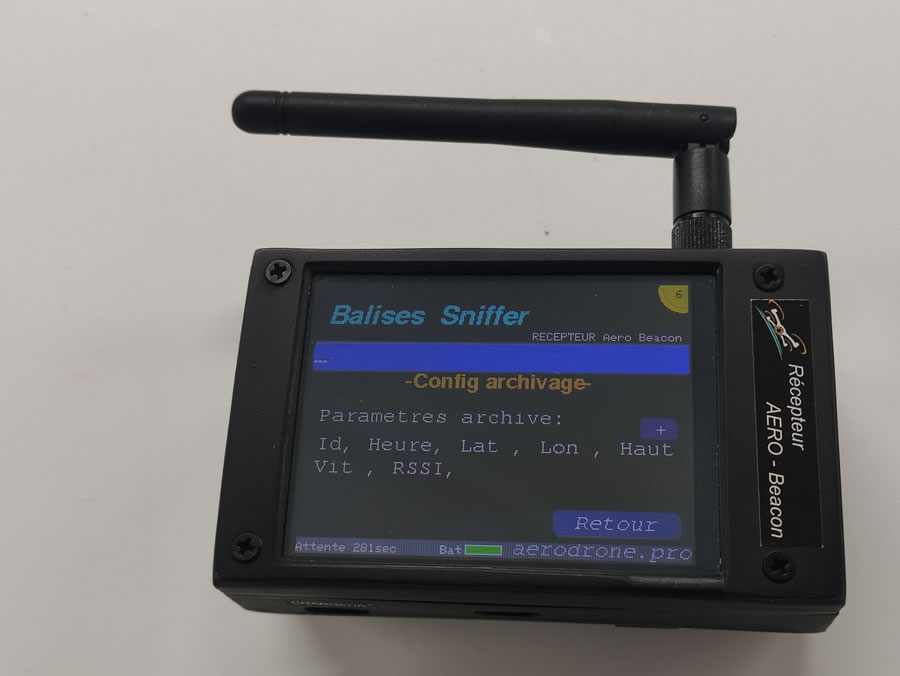 6
Balises Sniffer
RECEPTEUR Aero Beacon
---
-Config archivage-
Parametres archive:
+
Id, Heure, Lat , Lon , Haut
Vit , RSSI,
Retour
Attente 281sec
Bat
aerodrone.pro
Récepteur
AERO - Beacon
CHARGEUR